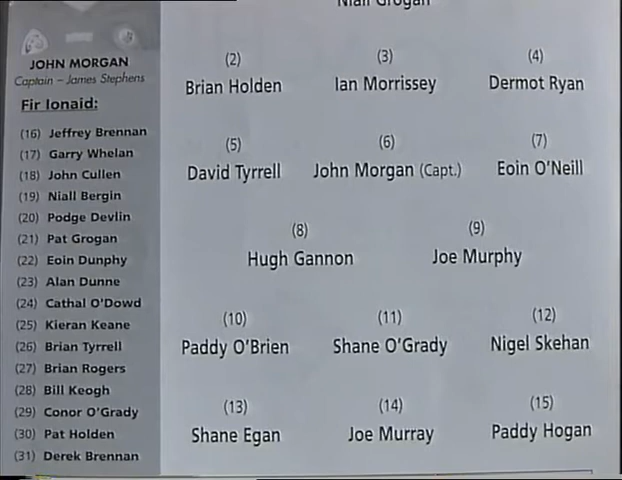 Niall Grogan
JOHN MORGAN
Captain – James Stephens
Fir Ionaid:
(16) Jeffrey Brennan
(17) Garry Whelan
(18) John Cullen
(19) Niall Bergin
(20) Podge Devlin
(21) Pat Grogan
(22) Eoin Dunphy
(23) Alan Dunne
(24) Cathal O'Dowd
(25) Kieran Keane
(26) Brian Tyrrell
(27) Brian Rogers
(28) Bill Keogh
(29) Conor O'Grady
(30) Pat Holden
(31) Derek Brennan
(2) (3) (4)
Brian Holden Ian Morrissey Dermot Ryan
(5) (6) (7)
David Tyrrell John Morgan (Capt.) Eoin O'Neill
(8) (9)
Hugh Gannon Joe Murphy
(10) (11) (12)
Paddy O'Brien Shane O'Grady Nigel Skehan
(13) (14) (15)
Shane Egan Joe Murray Paddy Hogan